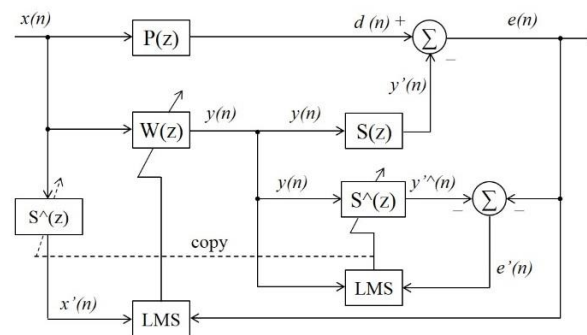 x(n)
P(z)
d (n) +
∑
e(n)
−
y'(n)
W(z)
y(n)
y(n)
S(z)
y(n)
S^(z)
y'^(n)
−
∑
−
S^(z)
copy
e'(n)
LMS
x'(n)
LMS